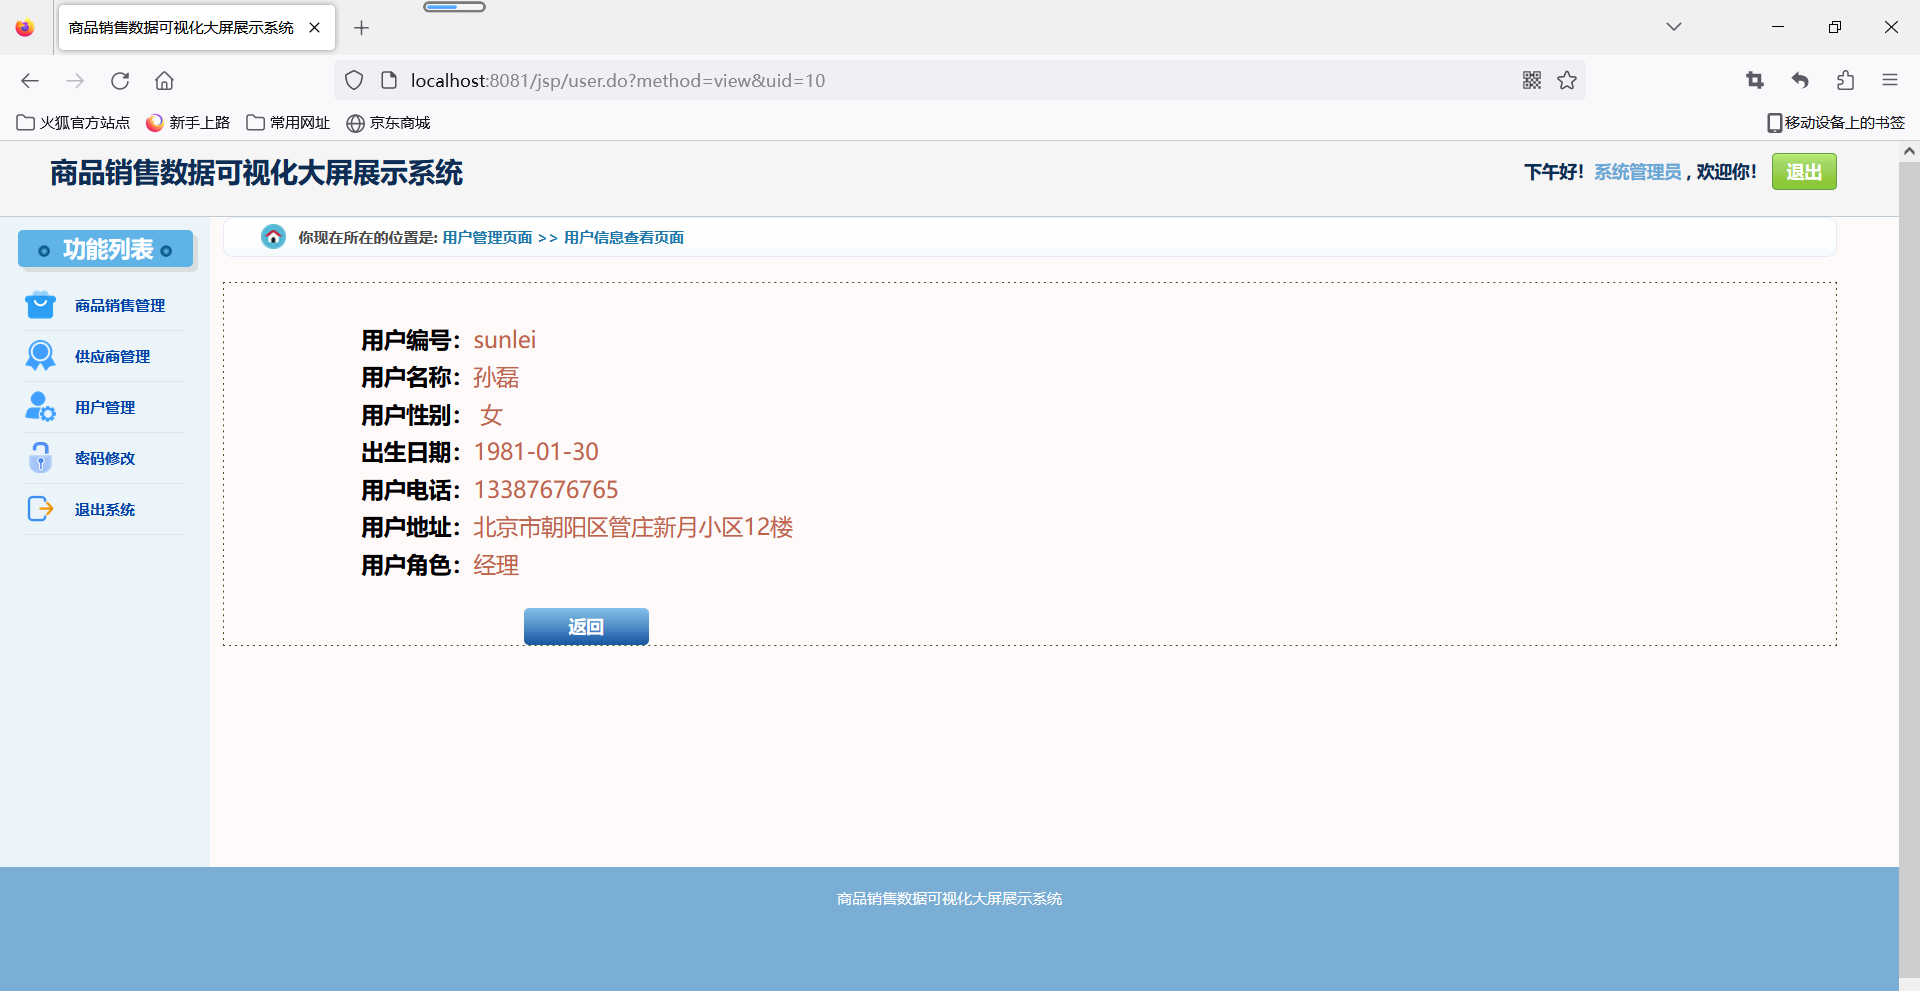 商品销售数据可视化大屏展示系统
localhost:8081/jsp/user.do?method=view&uid=10
火狐官方站点 新手上路 常用网址 京东商城 移动设备上的书签
商品销售数据可视化大屏展示系统
下午好！系统管理员 , 欢迎你！ 退出
功能列表
商品销售管理
供应商管理
用户管理
密码修改
退出系统
你现在所在的位置是: 用户管理页面 >> 用户信息查看页面
用户编号：sunlei
用户名称：孙磊
用户性别： 女
出生日期：1981-01-30
用户电话：13387676765
用户地址：北京市朝阳区管庄新月小区12楼
用户角色：经理
返回
商品销售数据可视化大屏展示系统